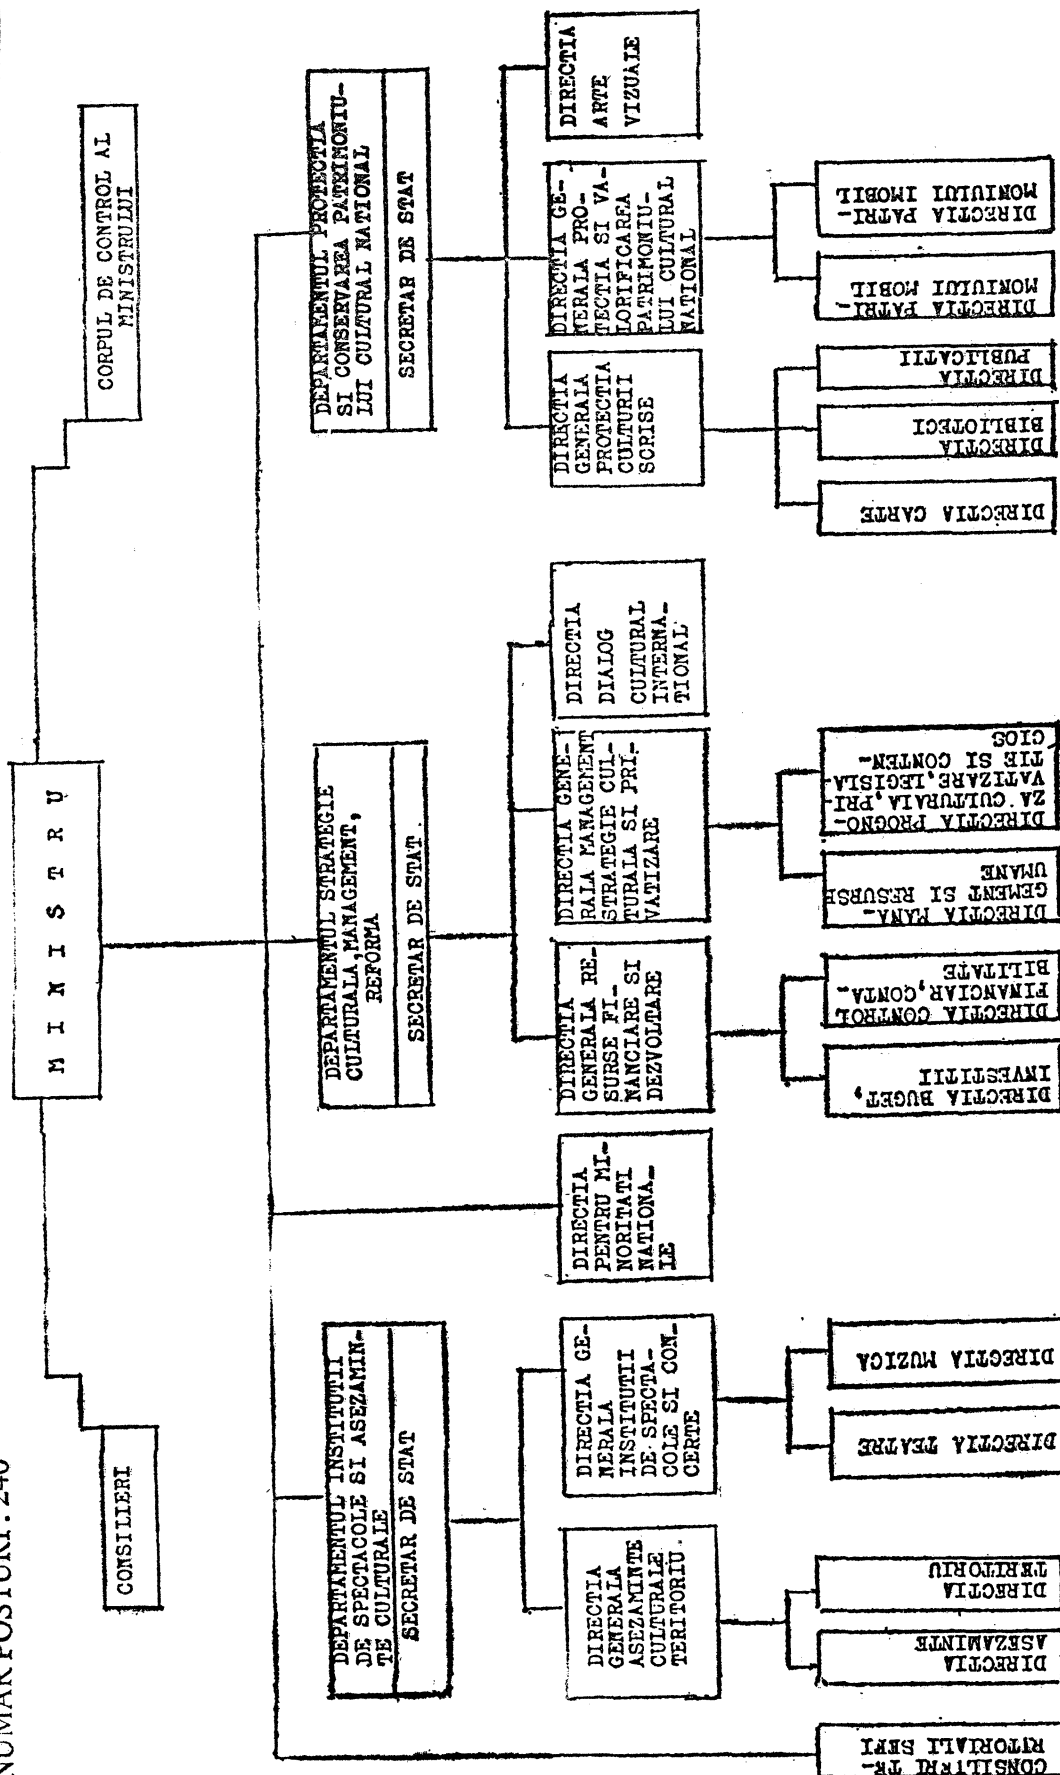 NUMAR POSTURI: 240
MINISTRU
CONSILIERI
CORPUL DE CONTROL AL
MINISTRULUI
DEPARTAMENTUL INSTITUTII
DE SPECTACOLE SI ASEZAMIN-
TE CULTURALE
SECRETAR DE STAT
DEPARTAMENTUL STRATEGIE
CULTURALA,MANAGEMENT,
REFORMA
SECRETAR DE STAT.
DEPARTAMENTUL PROTECTIA
SI CONSERVAREA PATRIMONIU-
LUI CULTURAL NATIONAL
SECRETAR DE STAT
DIRECTIA
GENERALA
ASEZAMINTE
CULTURALE
TERITORIU.
DIRECTIA GE-
NERALA
INSTITUTII
DE SPECTA-
COLE SI CON-
CERTE
DIRECTIA
PENTRU MI-
NORITATI
NATIONA-
LE
DIRECTIA
GENERALA RE-
SURSE FI-
NANCIARE SI
DEZVOLTARE
DIRECTIA GENE-
RALA MANAGEMENT
STRATEGIE CUL-
TURALA SI PRI-
VATIZARE
DIRECTIA
DIALOG
CULTURAL
INTERNA-
TIONAL
DIRECTIA
GENERALA
PROTECTIA
CULTURII
SCRISE
DIRECTIA GE-
NERALA PRO-
TECTIA SI VA-
LORIFICAREA
PATRIMONIU-
LUI CULTURAL
NATIONAL
DIRECTIA
ARTE
VIZUALE
CONSILIERI TE-
RITORIALI SEFI
DIRECTIA
ASEZAMINTE
DIRECTIA
TERITORIU
DIRECTIA TEATRE
DIRECTIA MUZICA
DIRECTIA BUGET,
INVESTITII
DIRECTIA CONTROL
FINANCIAR,CONTA-
BILITATE
DIRECTIA MANA-
GEMENT SI RESURSE
UMANE
DIRECTIA PROGNO-
ZA CULTURALA,PRI-
VATIZARE,LEGISLA
TIE SI CONTEN-
CIOS
DIRECTIA CARTE
DIRECTIA
BIBLIOTECI
DIRECTIA
PUBLICATII
DIRECTIA PATRI-
MONIULUI MOBIL
DIRECTIA PATRI-
MONIULUI IMOBIL